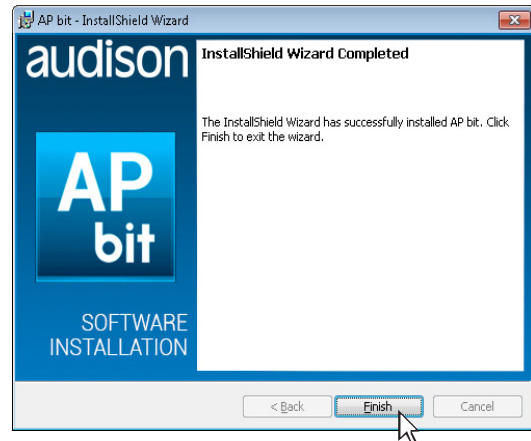 AP bit - InstallShield Wizard
audison
InstallShield Wizard Completed
The InstallShield Wizard has successfully installed AP bit. Click
Finish to exit the wizard.
AP
bit
SOFTWARE
INSTALLATION
< Back
Finish
Cancel